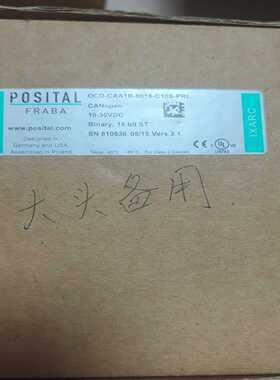 POSITAL
FRABA
www.posital.com
Designed in
Germany and USA
Assembled in Poland
OCD-CAA1B-0016-C10S-PRL
CANopen
10-30VDC
Binary, 16 bit ST
SN 810836 05/15 Vers.3.1
IXARC
大头备用